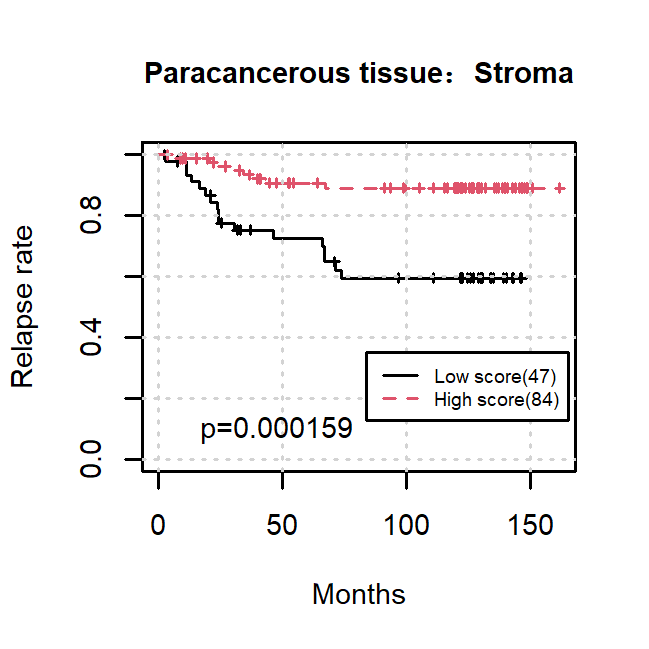 Paracancerous tissue：Stroma
Relapse rate
0.8
0.4
0.0
Low score(47)
High score(84)
p=0.000159
0 50 100 150
Months